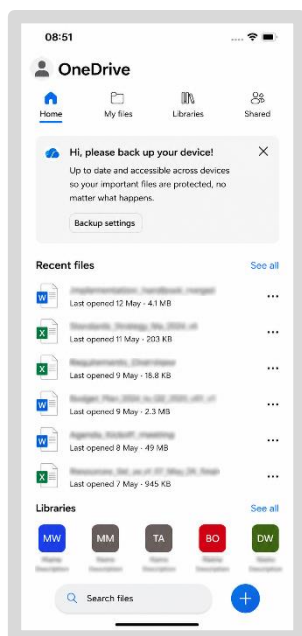 08:51
OneDrive
Home My files Libraries Shared
Hi, please back up your device!
Up to date and accessible across devices
so your important files are protected, no
matter what happens.
Backup settings
Recent files See all
W
Last opened 12 May - 4.1 MB
X
Last opened 11 May - 203 KB
X
Last opened 9 May - 16.8 KB
W
Last opened 9 May - 2.3 MB
W
Last opened 8 May - 49 MB
X
Last opened 7 May - 945 KB
Libraries See all
MW MM TA BO DW
Search files